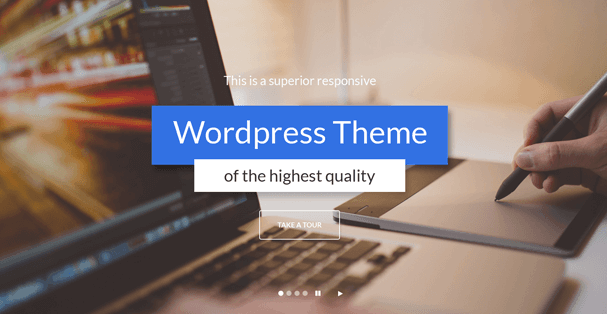 This is a superior responsive
Wordpress Theme
of the highest quality
TAKE A TOUR